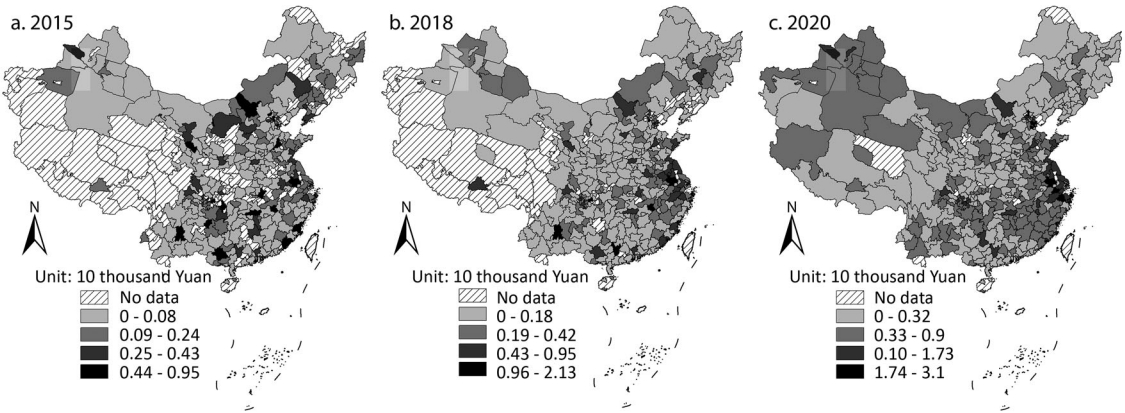 a. 2015
N
Unit: 10 thousand Yuan
No data
0 - 0.08
0.09 - 0.24
0.25 - 0.43
0.44 - 0.95
b. 2018
N
Unit: 10 thousand Yuan
No data
0 - 0.18
0.19 - 0.42
0.43 - 0.95
0.96 - 2.13
c. 2020
N
Unit: 10 thousand Yuan
No data
0 - 0.32
0.33 - 0.9
0.10 - 1.73
1.74 - 3.1